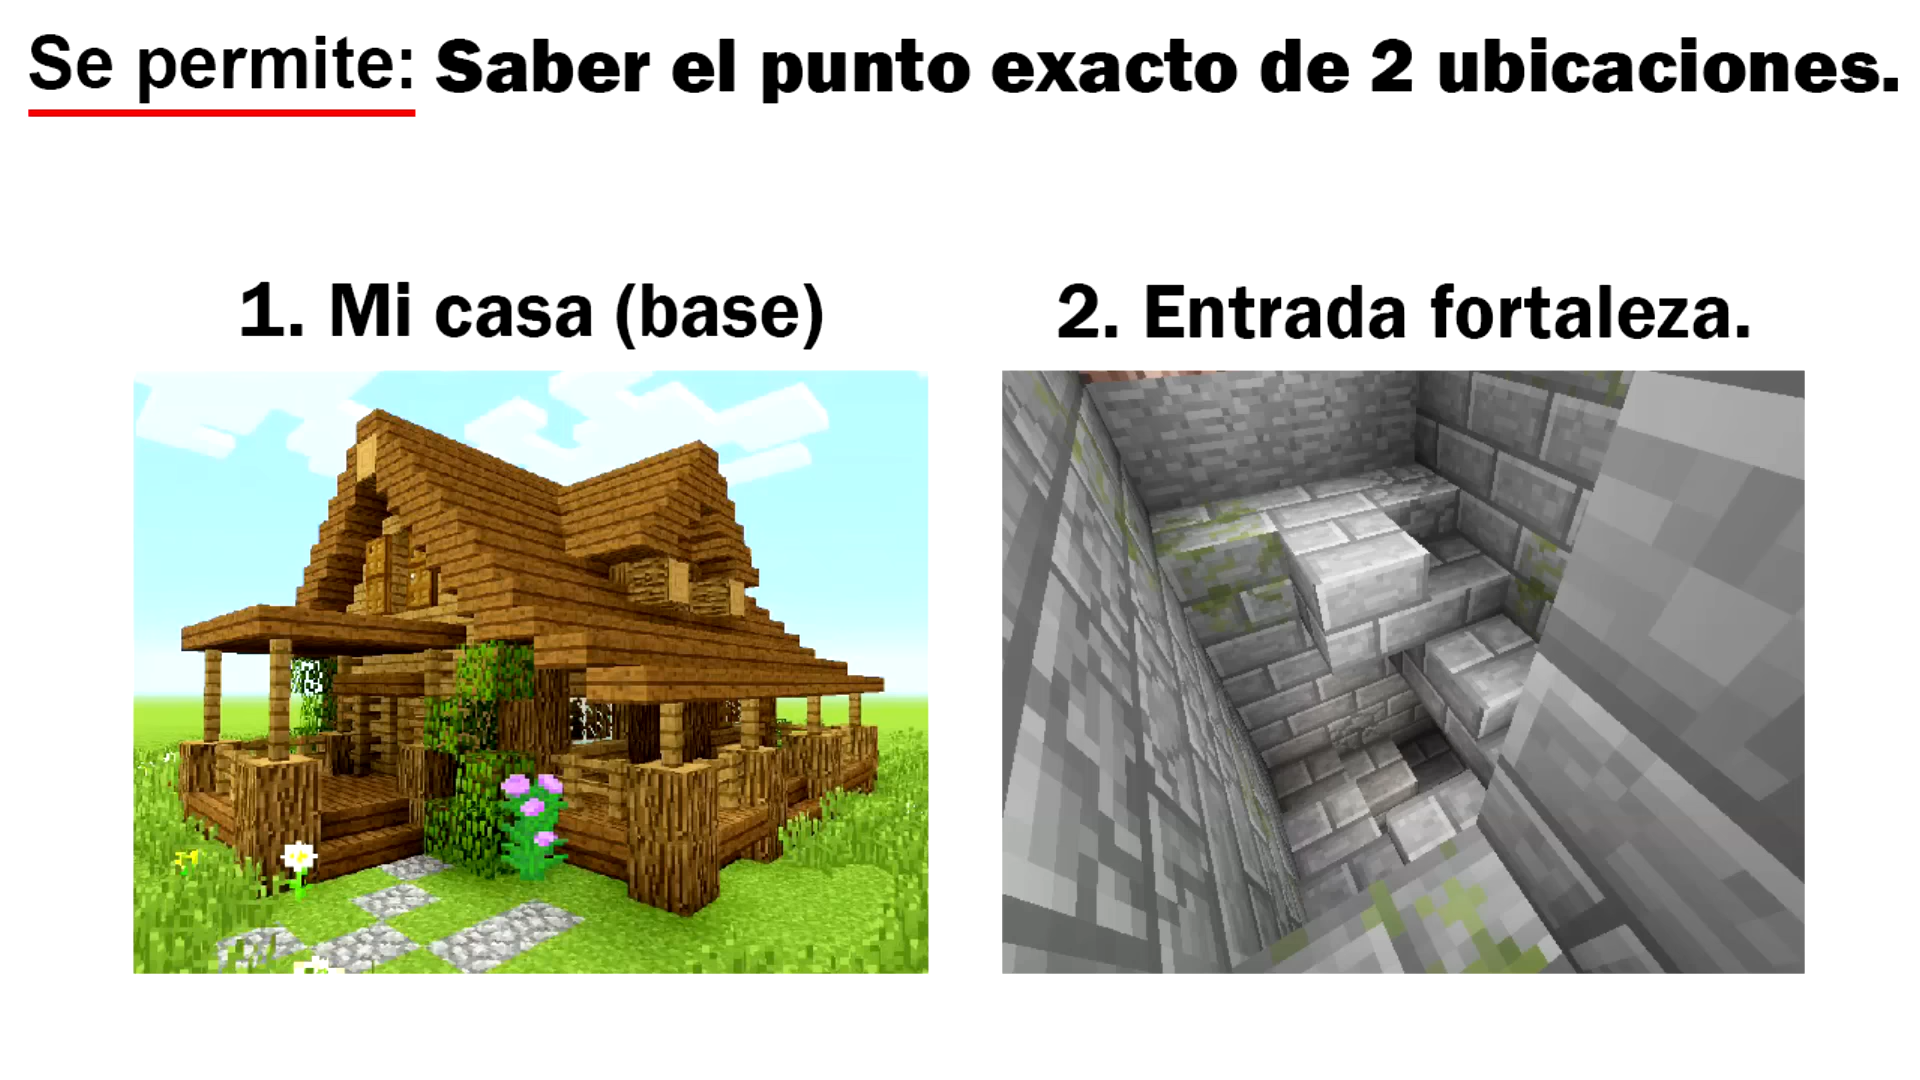 Se permite: Saber el punto exacto de 2 ubicaciones.
1. Mi casa (base)
2. Entrada fortaleza.